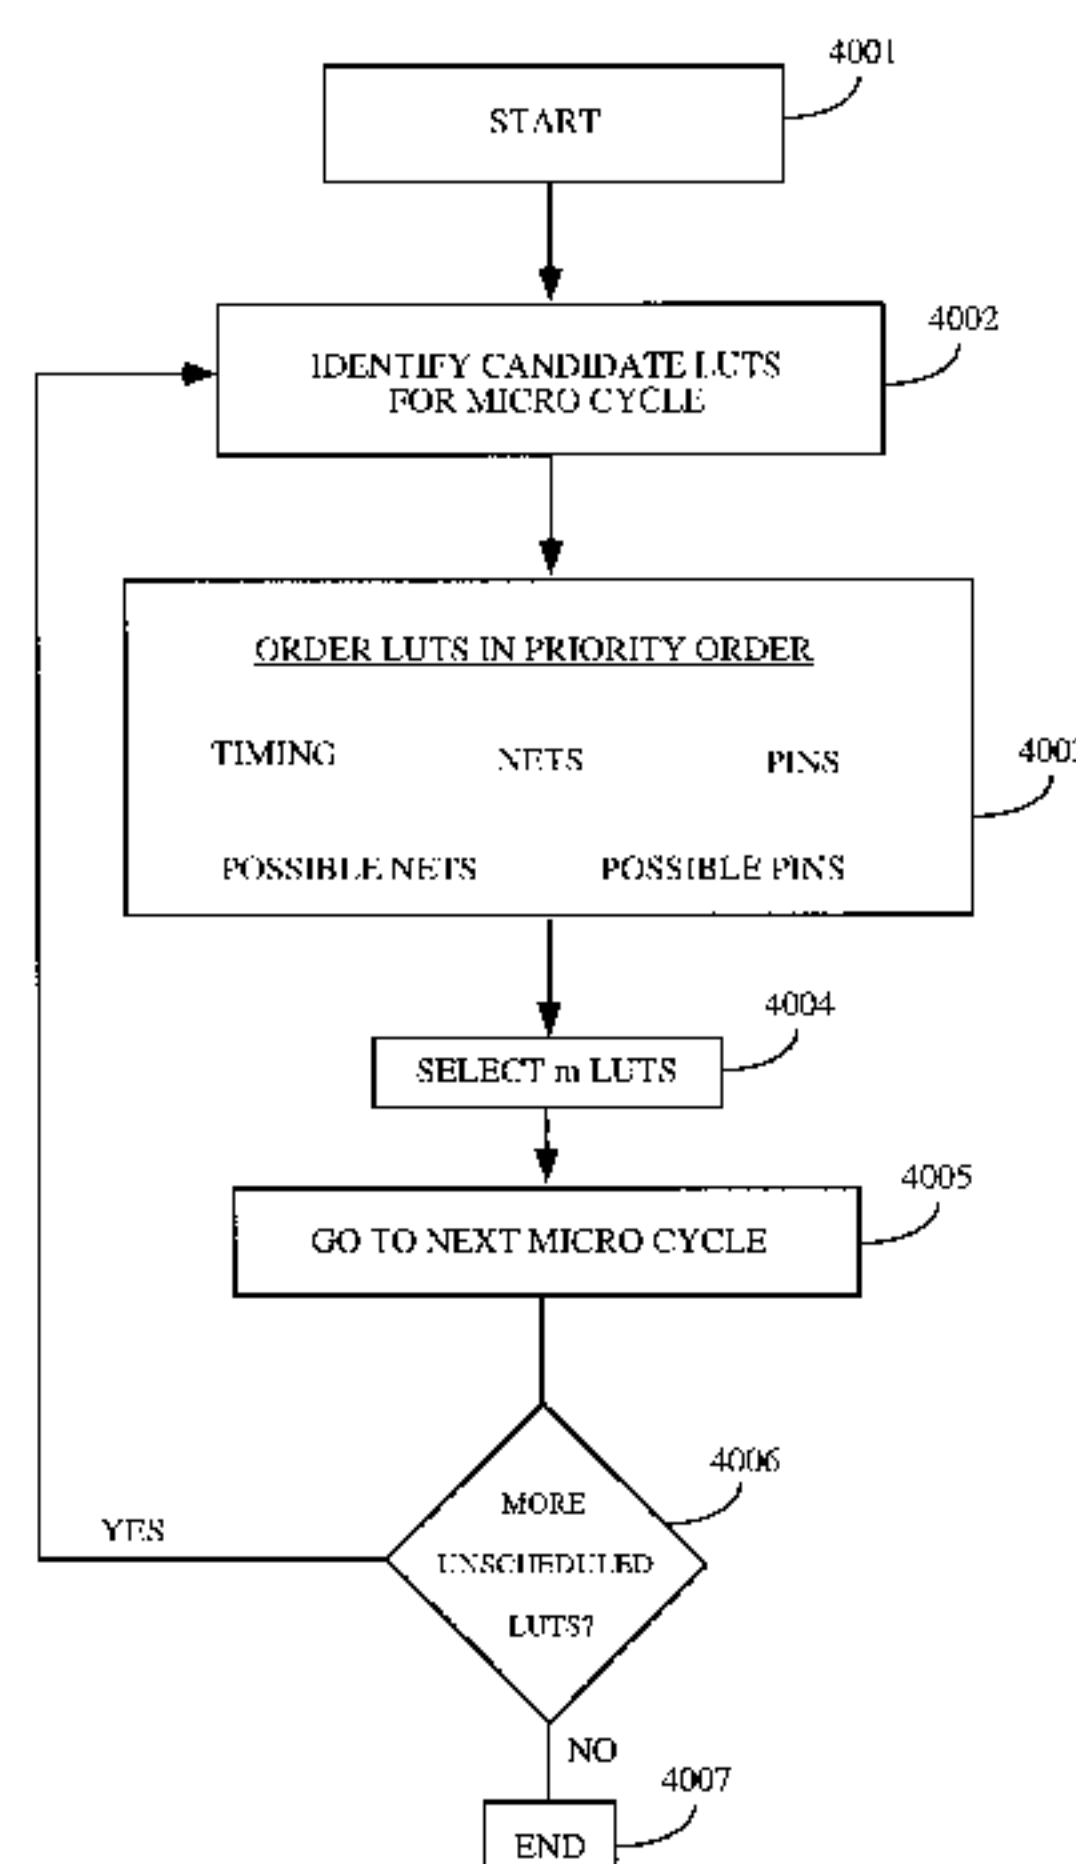 4001
START
4002
IDENTIFY CANDIDATE LUTS
FOR MICRO CYCLE
ORDER LUTS IN PRIORITY ORDER
TIMING NETS PINS
POSSIBLE NETS POSSIBLE PINS
4004
SELECT m LUTS
4005
GO TO NEXT MICRO CYCLE
4006
MORE
UNSCHEDULED
LUTS?
YES
NO
4007
END